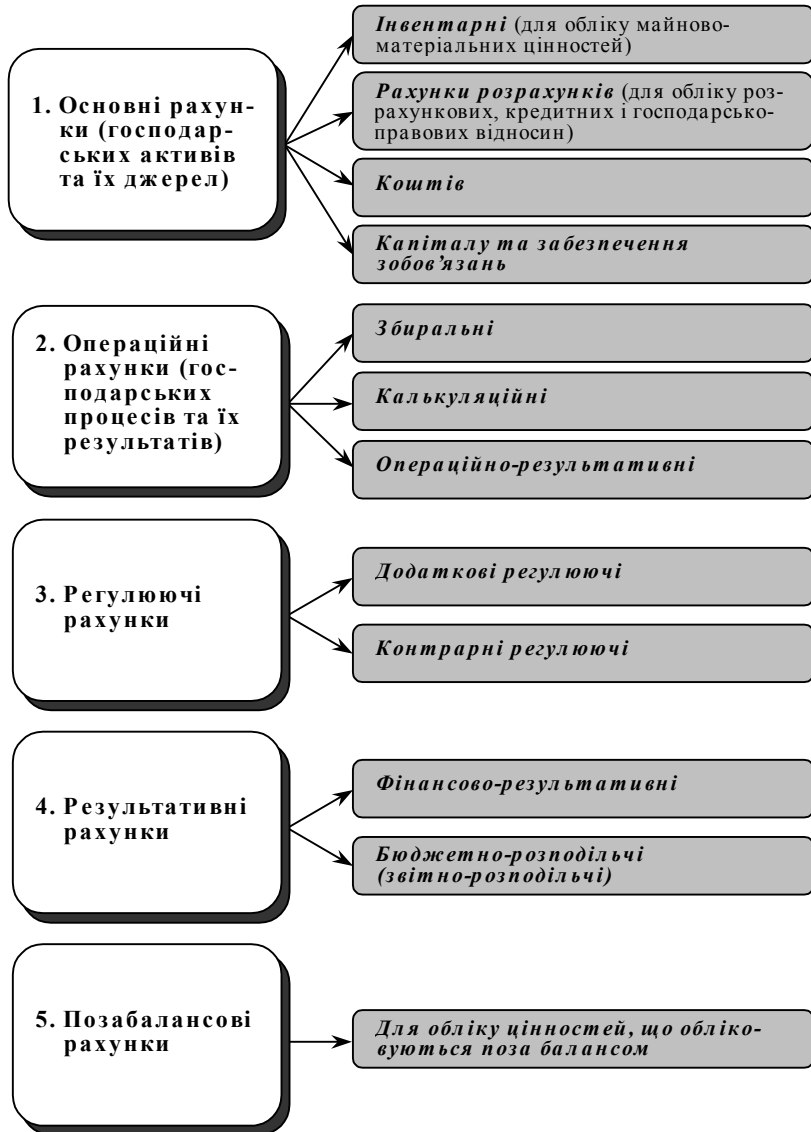 1. Основні рахун-
ки (господар-
ських активів
та їх джерел)
Інвентарні (для обліку майново-
матеріальних цінностей)
Рахунки розрахунків (для обліку роз-
рахункових, кредитних і господарсько-
правових відносин)
Коштів
Капіталу та забезпечення
зобов’язань
2. Операційні
рахунки (гос-
подарських
процесів та їх
результатів)
Збиральні
Калькуляційні
Операційно-результативні
3. Регулюючі
рахунки
Додаткові регулюючі
Контрарні регулюючі
4. Результативні
рахунки
Фінансово-результативні
Бюджетно-розподільчі
(звітно-розподільчі)
5. Позабалансові
рахунки
Для обліку цінностей, що обліко-
вуються поза балансом